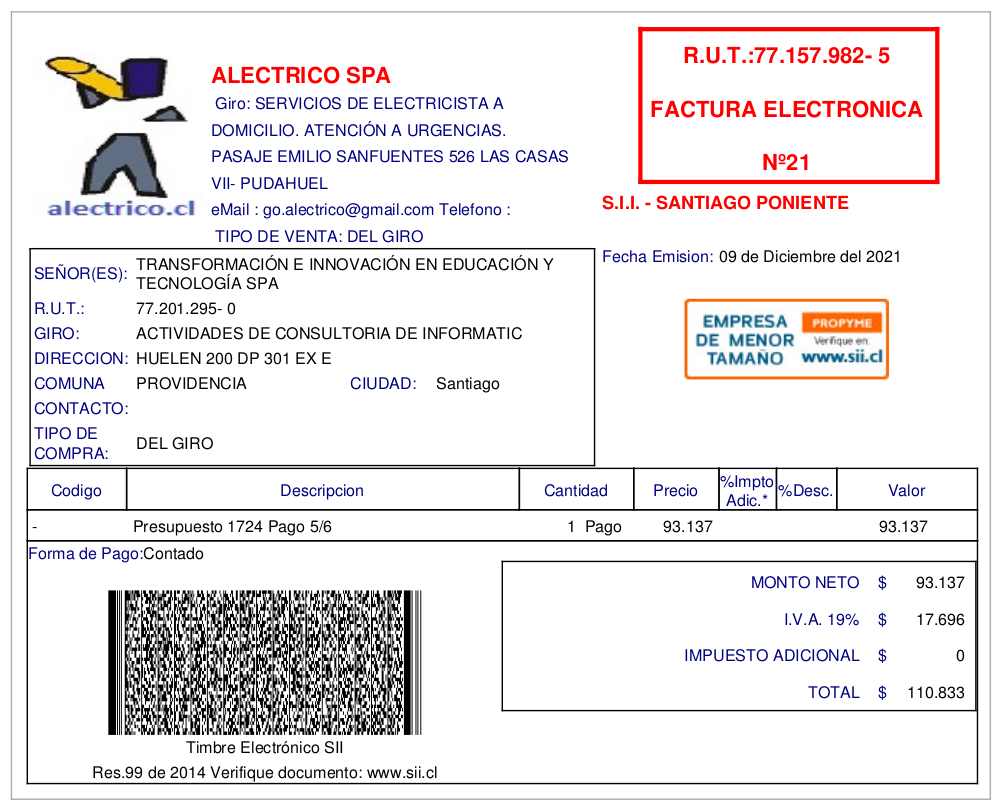 alectrico.cl
ALECTRICO SPA
Giro: SERVICIOS DE ELECTRICISTA A
DOMICILIO. ATENCIÓN A URGENCIAS.
PASAJE EMILIO SANFUENTES 526 LAS CASAS
VII- PUDAHUEL
eMail : go.alectrico@gmail.com Telefono :
TIPO DE VENTA: DEL GIRO
R.U.T.:77.157.982- 5
FACTURA ELECTRONICA
Nº21
S.I.I. - SANTIAGO PONIENTE
Fecha Emision: 09 de Diciembre del 2021
EMPRESA
DE MENOR
TAMAÑO
PROPYME
Verifique en:
www.sii.cl
SEÑOR(ES): TRANSFORMACIÓN E INNOVACIÓN EN EDUCACIÓN Y
TECNOLOGÍA SPA
R.U.T.: 77.201.295- 0
GIRO: ACTIVIDADES DE CONSULTORIA DE INFORMATIC
DIRECCION: HUELEN 200 DP 301 EX E
COMUNA PROVIDENCIA CIUDAD: Santiago
CONTACTO:
TIPO DE
COMPRA: DEL GIRO
Codigo Descripcion Cantidad Precio %Impto Adic.* %Desc. Valor
- Presupuesto 1724 Pago 5/6 1 Pago 93.137 93.137
Forma de Pago:Contado
MONTO NETO $ 93.137
I.V.A. 19% $ 17.696
IMPUESTO ADICIONAL $ 0
TOTAL $ 110.833
Timbre Electrónico SII
Res.99 de 2014 Verifique documento: www.sii.cl